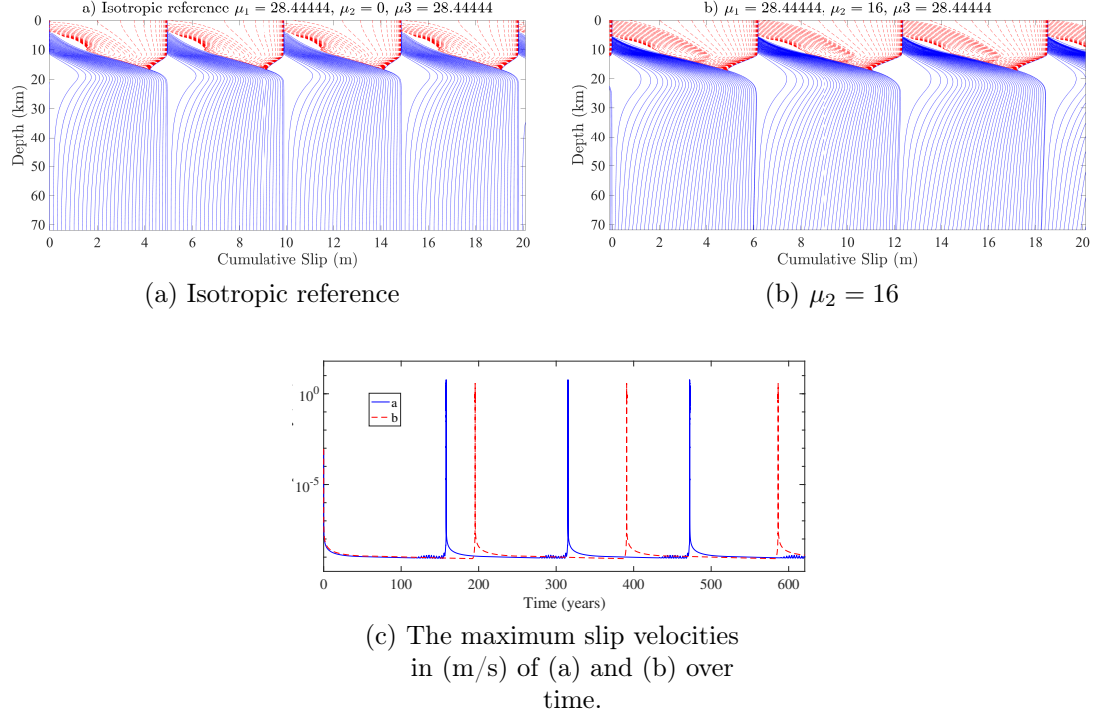 a) Isotropic reference μ₁ = 28.44444, μ₂ = 0, μ3 = 28.44444
0
10
20
30
40
50
60
70
Depth (km)
0 2 4 6 8 10 12 14 16 18 20
Cumulative Slip (m)
(a) Isotropic reference
b) μ₁ = 28.44444. μ₂ = 16, μ3 = 28.44444
0
10
20
30
40
50
60
70
Depth (km)
0 2 4 6 8 10 12 14 16 18 20
Cumulative Slip (m)
(b) μ₂ = 16
10⁰
10⁻⁵
a
b
0 100 200 300 400 500 600
Time (years)
(c) The maximum slip velocities
in (m/s) of (a) and (b) over
time.